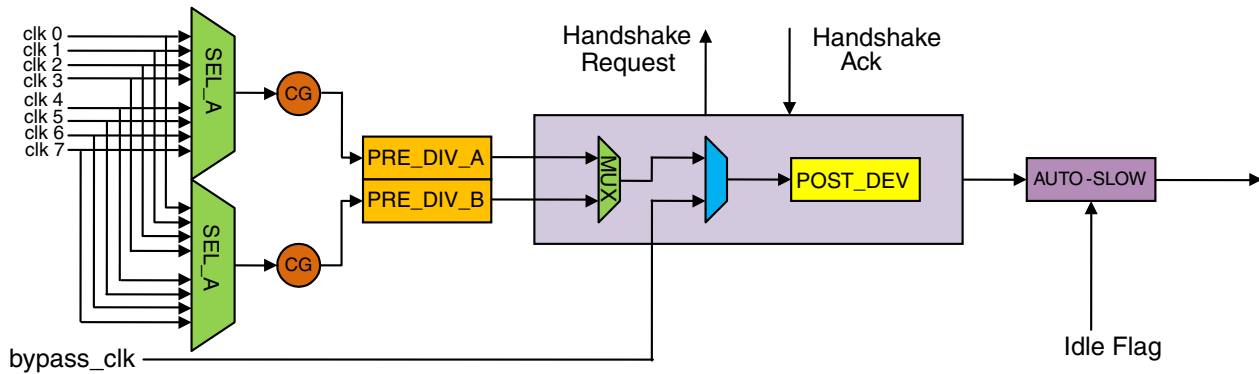 clk 0
clk 1
clk 2
clk 3
clk 4
clk 5
clk 6
clk 7
SEL_A
CG
SEL_A
CG
PRE_DIV_A
PRE_DIV_B
Handshake
Request
Handshake
Ack
MUX
POST_DEV
AUTO-SLOW
Idle Flag
bypass_clk